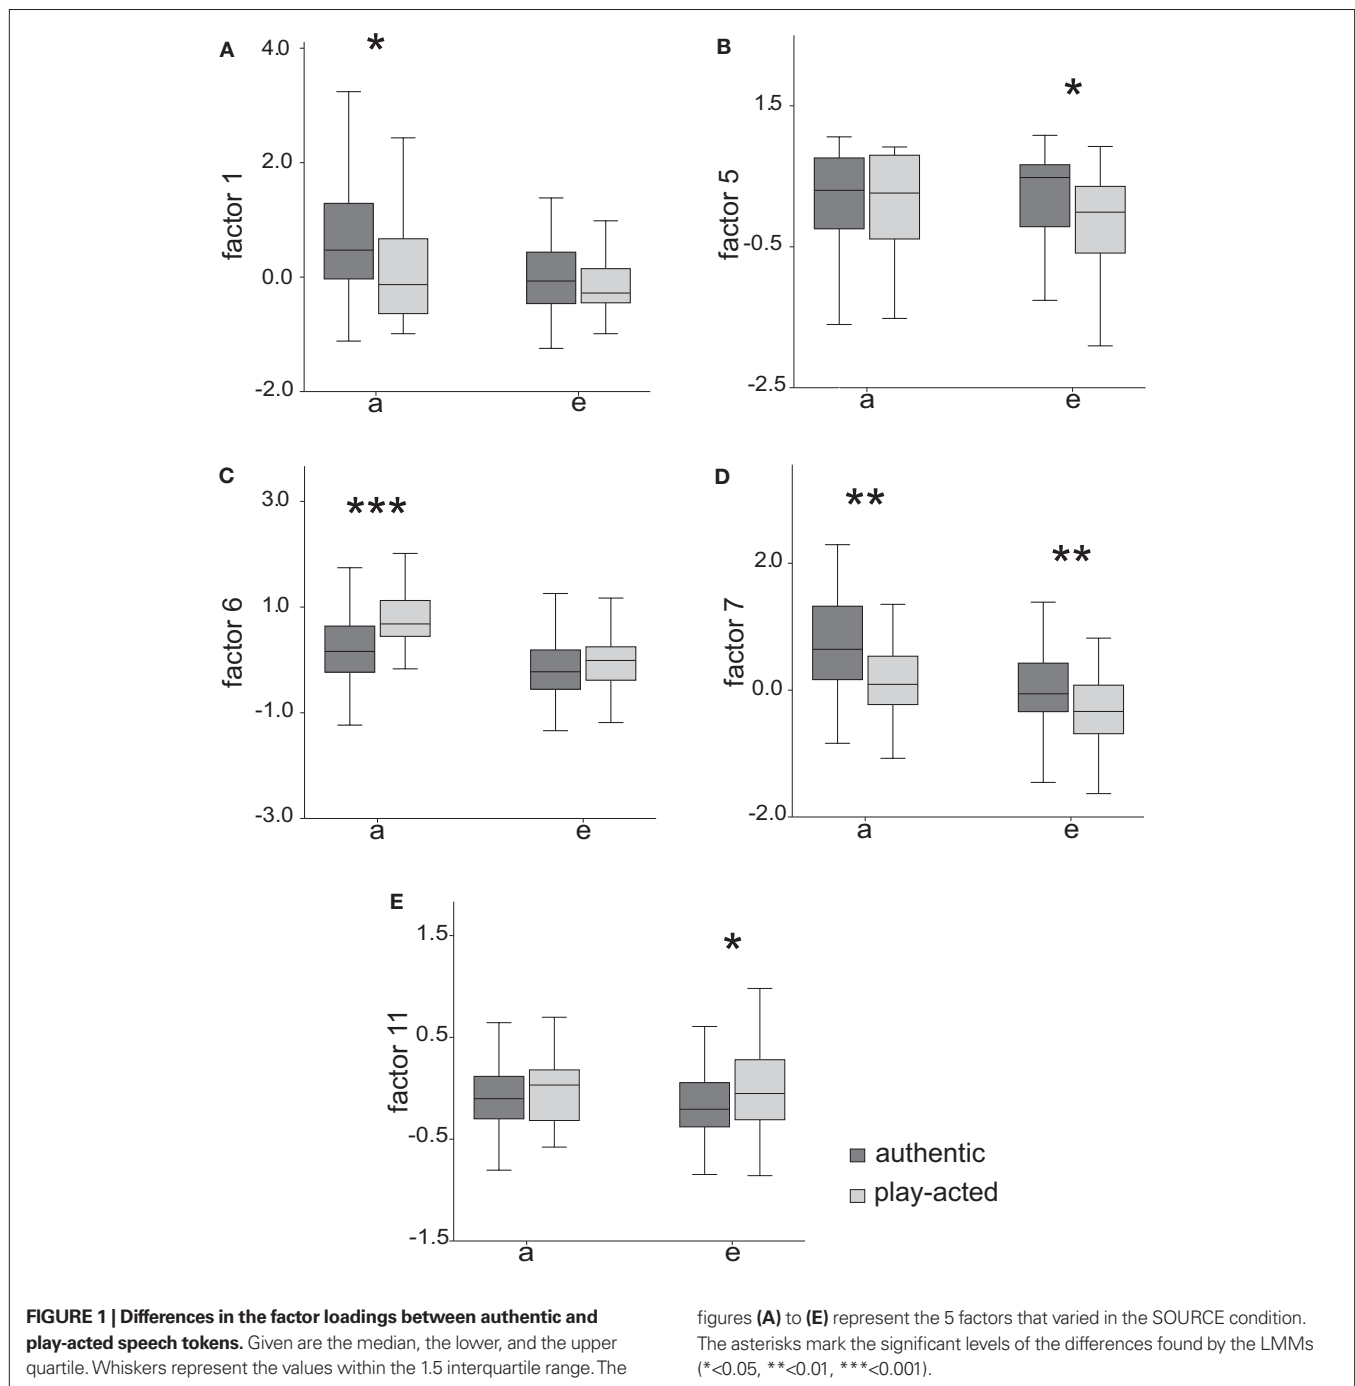 A
4.0
*
2.0
factor 1
0.0
-2.0
a
e
B
1.5
*
factor 5
-0.5
-2.5
a
e
C
3.0
***
1.0
factor 6
-1.0
-3.0
a
e
D
**
2.0
**
factor 7
0.0
-2.0
a
e
E
1.5
*
0.5
factor 11
-0.5
-1.5
a
e
authentic
play-acted
FIGURE 1 | Differences in the factor loadings between authentic and
play-acted speech tokens. Given are the median, the lower, and the upper
quartile. Whiskers represent the values within the 1.5 interquartile range. The
figures (A) to (E) represent the 5 factors that varied in the SOURCE condition.
The asterisks mark the significant levels of the differences found by the LMMs
(*<0.05, **<0.01, ***<0.001).